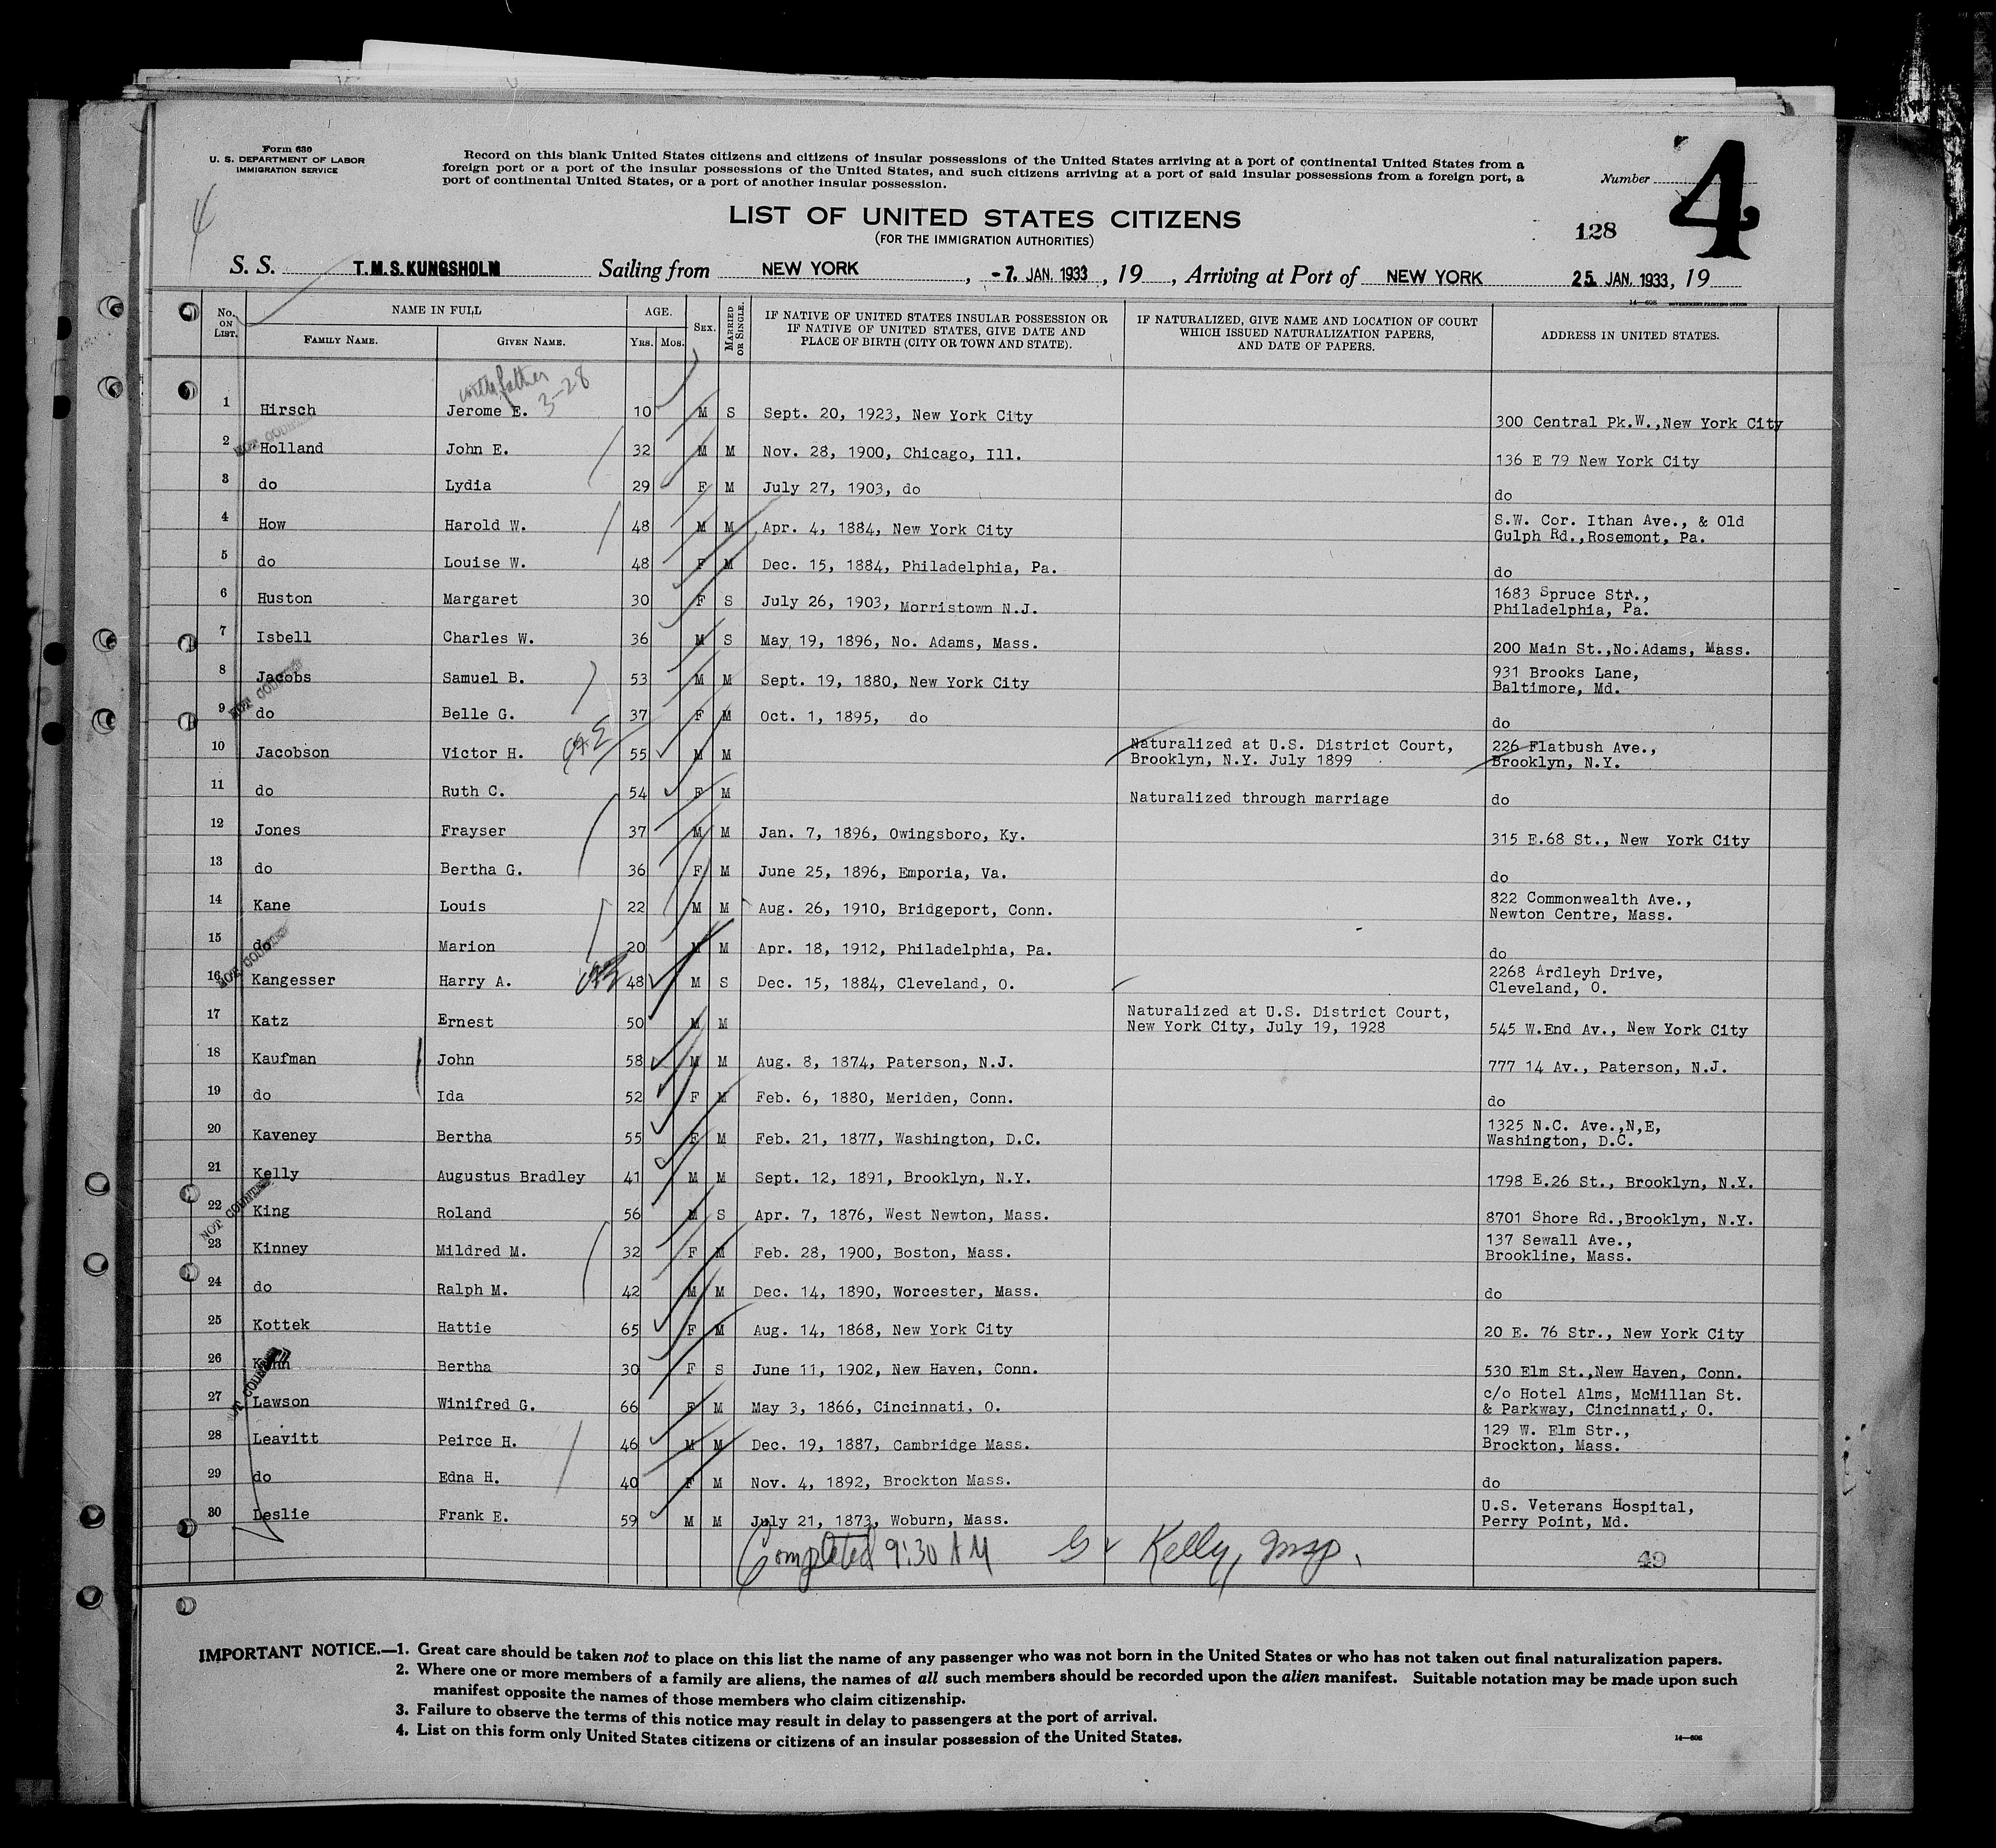 Form 630
U. S. DEPARTMENT OF LABOR
IMMIGRATION SERVICE
Record on this blank United States citizens and citizens of insular possessions of the United States arriving at a port of continental United States from a
foreign port or a port of the insular possessions of the United States, and such citizens arriving at a port of said insular possessions from a foreign port, a
port of continental United States, or a port of another insular possession.
Number 4
4
LIST OF UNITED STATES CITIZENS
(FOR THE IMMIGRATION AUTHORITIES)
128
S. S. T.M.S.KUNGSHOLM Sailing from NEW YORK , -7. JAN. 1933 , 19 , Arriving at Port of NEW YORK 25 JAN. 1933, 19
14—608 GOVERNMENT PRINTING OFFICE
No. ON LIST. NAME IN FULL AGE. SEX. MARRIED OR SINGLE. IF NATIVE OF UNITED STATES INSULAR POSSESSION OR IF NATIVE OF UNITED STATES, GIVE DATE AND PLACE OF BIRTH (CITY OR TOWN AND STATE). IF NATURALIZED, GIVE NAME AND LOCATION OF COURT WHICH ISSUED NATURALIZATION PAPERS, AND DATE OF PAPERS. ADDRESS IN UNITED STATES.
FAMILY NAME. GIVEN NAME. YRS. MOS.
with father 3-28
1 Hirsch Jerome E. 10 M S Sept. 20, 1923, New York City 300 Central Pk.W.,New York City
NOT COUNTED
2 Holland John E. 32 M M Nov. 28, 1900, Chicago, Ill. 136 E 79 New York City
3 do Lydia 29 F M July 27, 1903, do do
4 How Harold W. 48 M M Apr. 4, 1884, New York City S.W. Cor. Ithan Ave., & Old
Gulph Rd.,Rosemont, Pa.
5 do Louise W. 48 F M Dec. 15, 1884, Philadelphia, Pa. do
6 Huston Margaret 30 F S July 26, 1903, Morristown N.J. 1683 Spruce Str.,
Philadelphia, Pa.
7 Isbell Charles W. 36 M S May 19, 1896, No. Adams, Mass. 200 Main St.,No.Adams, Mass.
8 Jacobs Samuel B. 53 M M Sept. 19, 1880, New York City 931 Brooks Lane,
Baltimore, Md.
NOT COUNTED
9 do Belle G. 37 F M Oct. 1, 1895, do do
10 Jacobson Victor H. 55 M M Naturalized at U.S. District Court, 226 Flatbush Ave.,
Brooklyn, N.Y. July 1899 Brooklyn, N.Y.
11 do Ruth C. 54 F M Naturalized through marriage do
12 Jones Frayser 37 M M Jan. 7, 1896, Owingsboro, Ky. 315 E.68 St., New York City
13 do Bertha G. 36 F M June 25, 1896, Emporia, Va. do
14 Kane Louis 22 M M Aug. 26, 1910, Bridgeport, Conn. 822 Commonwealth Ave.,
Newton Centre, Mass.
15 do Marion 20 M Apr. 18, 1912, Philadelphia, Pa. do
NOT COUNTED
16 Kangesser Harry A. 48 M S Dec. 15, 1884, Cleveland, O. 2268 Ardleyh Drive,
Cleveland, O.
17 Katz Ernest 50 M M Naturalized at U.S. District Court,
New York City, July 19, 1928 545 W.End Av., New York City
18 Kaufman John 58 M M Aug. 8, 1874, Paterson, N.J. 777 14 Av., Paterson, N.J.
19 do Ida 52 F M Feb. 6, 1880, Meriden, Conn. do
20 Kaveney Bertha 55 F M Feb. 21, 1877, Washington, D.C. 1325 N.C. Ave.,N,E,
Washington, D.C.
21 Kelly Augustus Bradley 41 M M Sept. 12, 1891, Brooklyn, N.Y. 1798 E.26 St., Brooklyn, N.Y.
NOT COUNTED
22 King Roland 56 M S Apr. 7, 1876, West Newton, Mass. 8701 Shore Rd.,Brooklyn, N.Y.
23 Kinney Mildred M. 32 F M Feb. 28, 1900, Boston, Mass. 137 Sewall Ave.,
Brookline, Mass.
24 do Ralph M. 42 M M Dec. 14, 1890, Worcester, Mass. do
25 Kottek Hattie 65 F M Aug. 14, 1868, New York City 20 E. 76 Str., New York City
26 Bertha 30 F S June 11, 1902, New Haven, Conn. 530 Elm St.,New Haven, Conn.
27 Lawson Winifred G. 66 F M May 3, 1866, Cincinnati, O. c/o Hotel Alms, McMillan St.
& Parkway, Cincinnati, O.
28 Leavitt Peirce H. 46 M M Dec. 19, 1887, Cambridge Mass. 129 W. Elm Str.,
Brockton, Mass.
29 do Edna H. 40 F M Nov. 4, 1892, Brockton Mass. do
30 Leslie Frank E. 59 M M July 21, 1873, Woburn, Mass. U.S. Veterans Hospital,
Perry Point, Md.
Completed 9:30 AM Kelly, Insp.
49
IMPORTANT NOTICE.—1. Great care should be taken not to place on this list the name of any passenger who was not born in the United States or who has not taken out final naturalization papers.
2. Where one or more members of a family are aliens, the names of all such members should be recorded upon the alien manifest. Suitable notation may be made upon such
manifest opposite the names of those members who claim citizenship.
3. Failure to observe the terms of this notice may result in delay to passengers at the port of arrival.
4. List on this form only United States citizens or citizens of an insular possession of the United States.
14—608